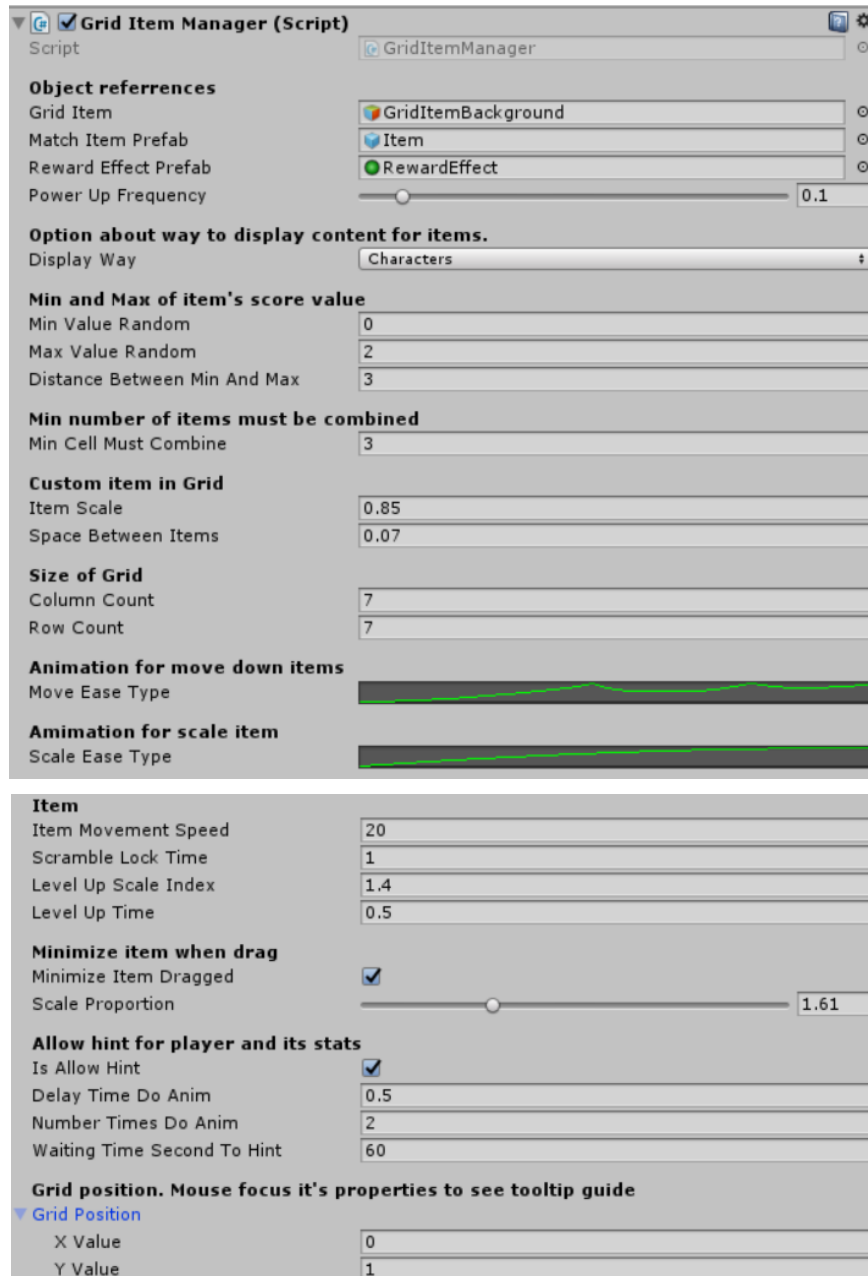 Grid Item Manager (Script)
Script GridItemManager
Object referrences
Grid Item GridItemBackground
Match Item Prefab Item
Reward Effect Prefab RewardEffect
Power Up Frequency 0.1
Option about way to display content for items.
Display Way Characters
Min and Max of item's score value
Min Value Random 0
Max Value Random 2
Distance Between Min And Max 3
Min number of items must be combined
Min Cell Must Combine 3
Custom item in Grid
Item Scale 0.85
Space Between Items 0.07
Size of Grid
Column Count 7
Row Count 7
Animation for move down items
Move Ease Type
Amimation for scale item
Scale Ease Type
Item
Item Movement Speed 20
Scramble Lock Time 1
Level Up Scale Index 1.4
Level Up Time 0.5
Minimize item when drag
Minimize Item Dragged
Scale Proportion 1.61
Allow hint for player and its stats
Is Allow Hint
Delay Time Do Anim 0.5
Number Times Do Anim 2
Waiting Time Second To Hint 60
Grid position. Mouse focus it's properties to see tooltip guide
Grid Position
X Value 0
Y Value 1